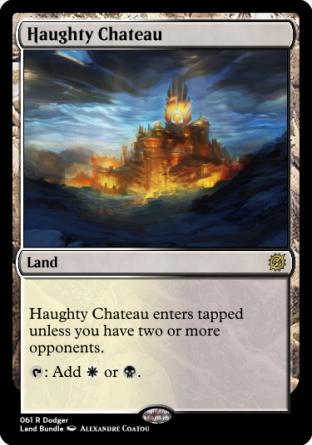 Haughty Chateau
Land
Haughty Chateau enters tapped
unless you have two or more
opponents.
: Add or .
061 R Dodger
Land Bundle Alexandre Coatou